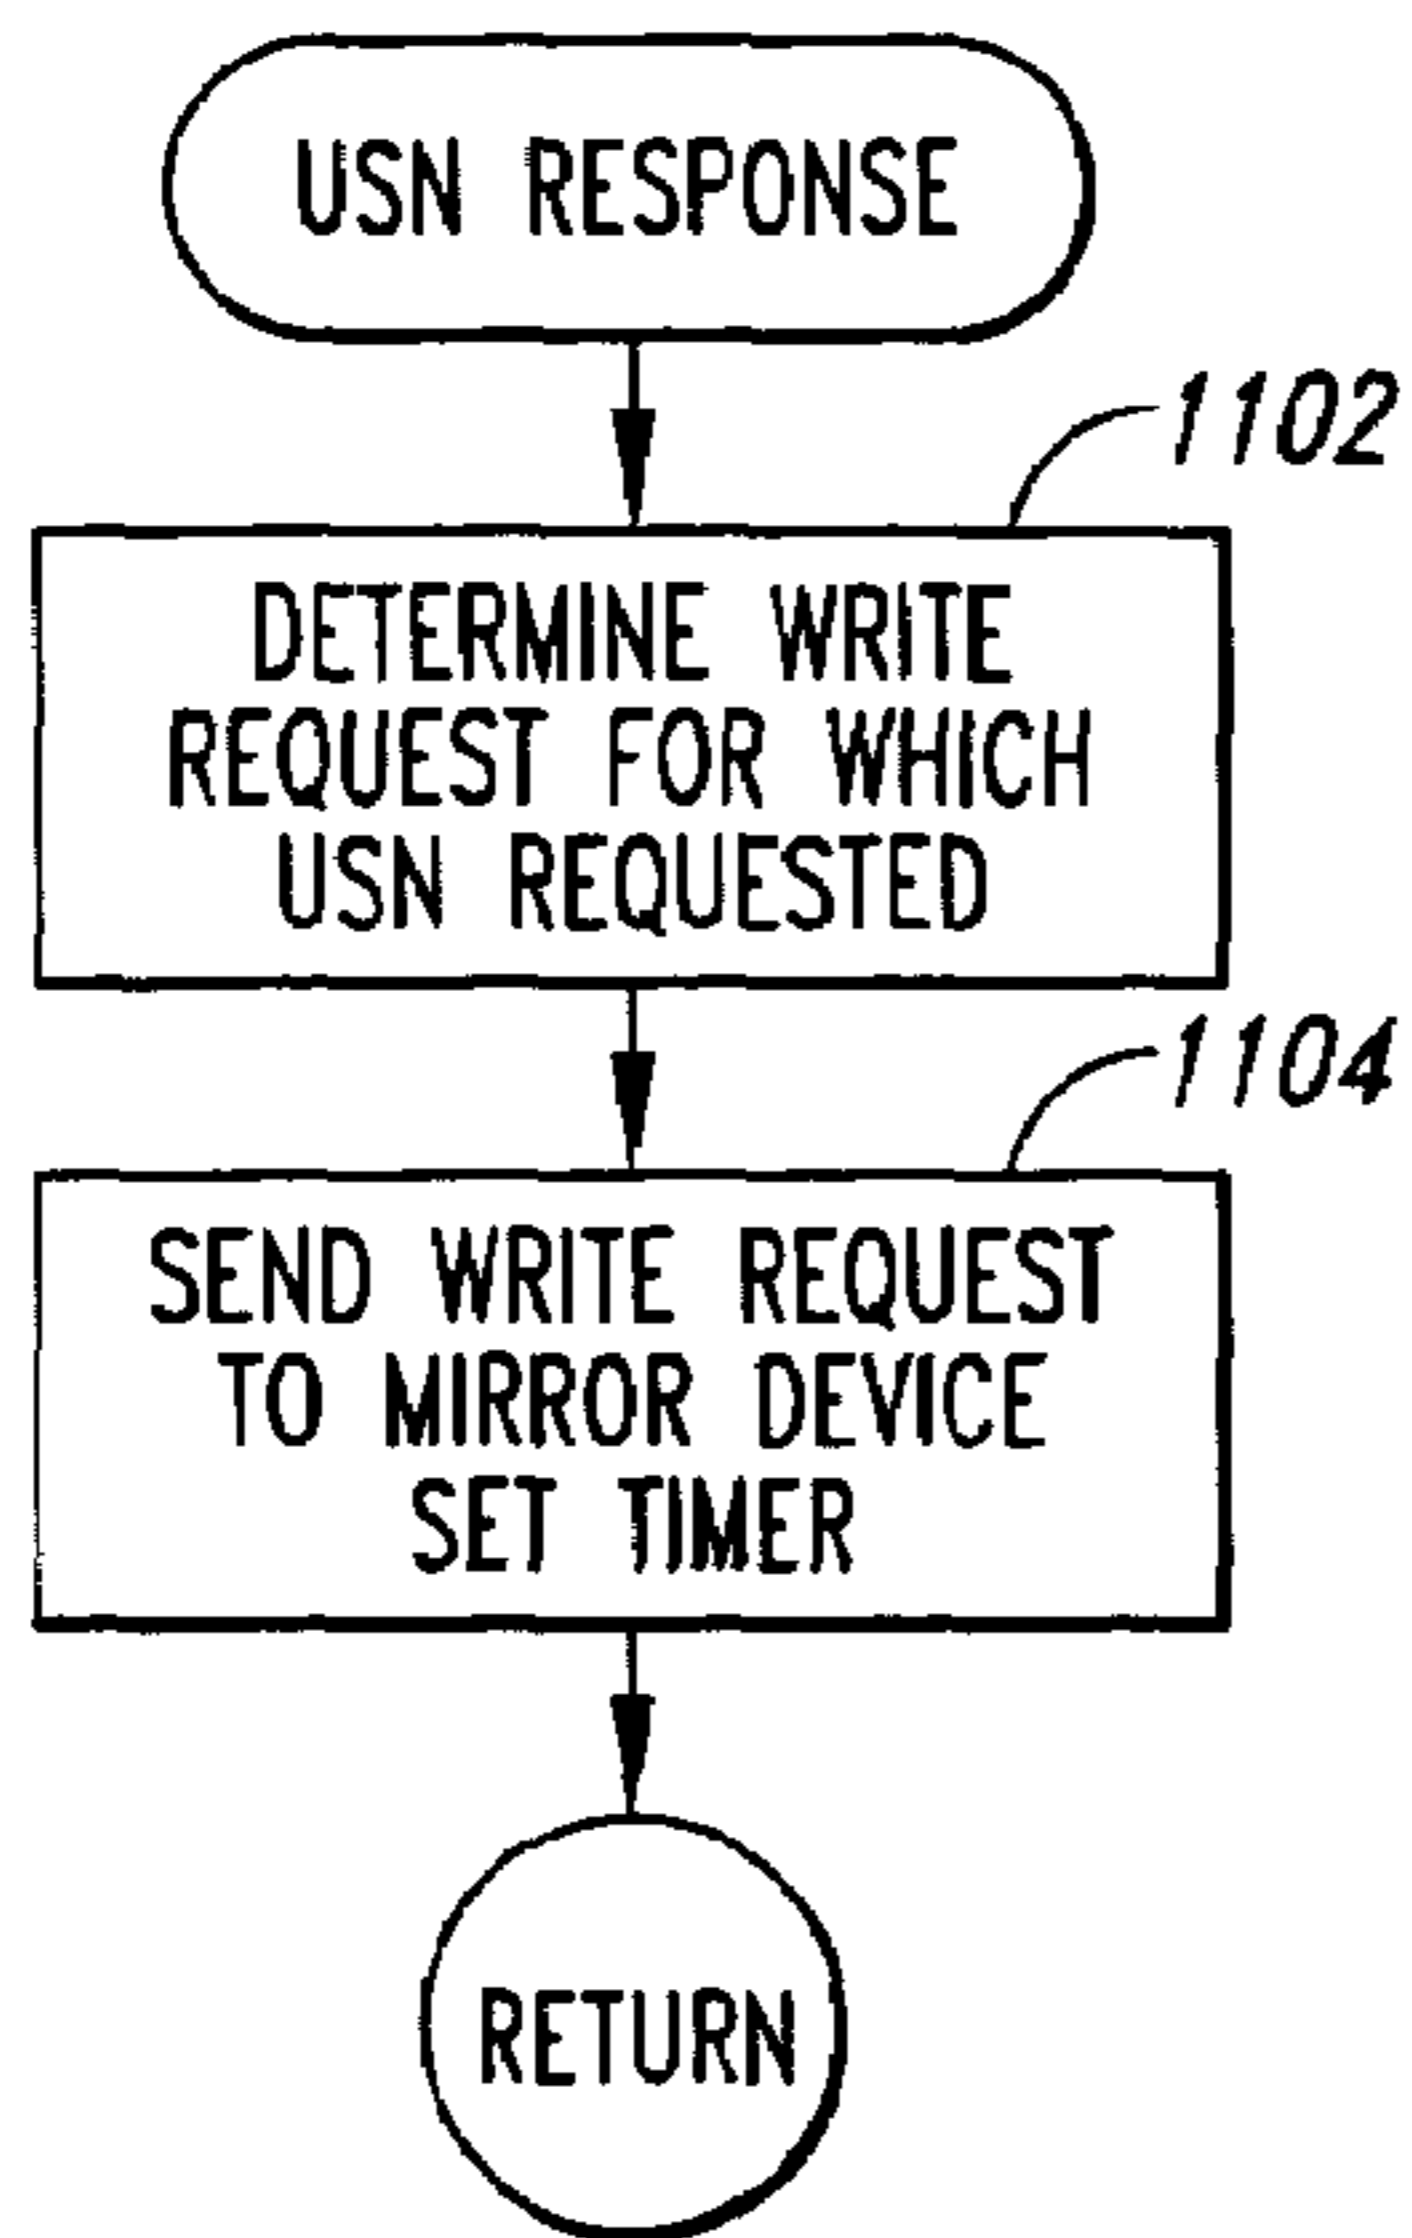 USN RESPONSE
1102
DETERMINE WRITE
REQUEST FOR WHICH
USN REQUESTED
1104
SEND WRITE REQUEST
TO MIRROR DEVICE
SET TIMER
RETURN